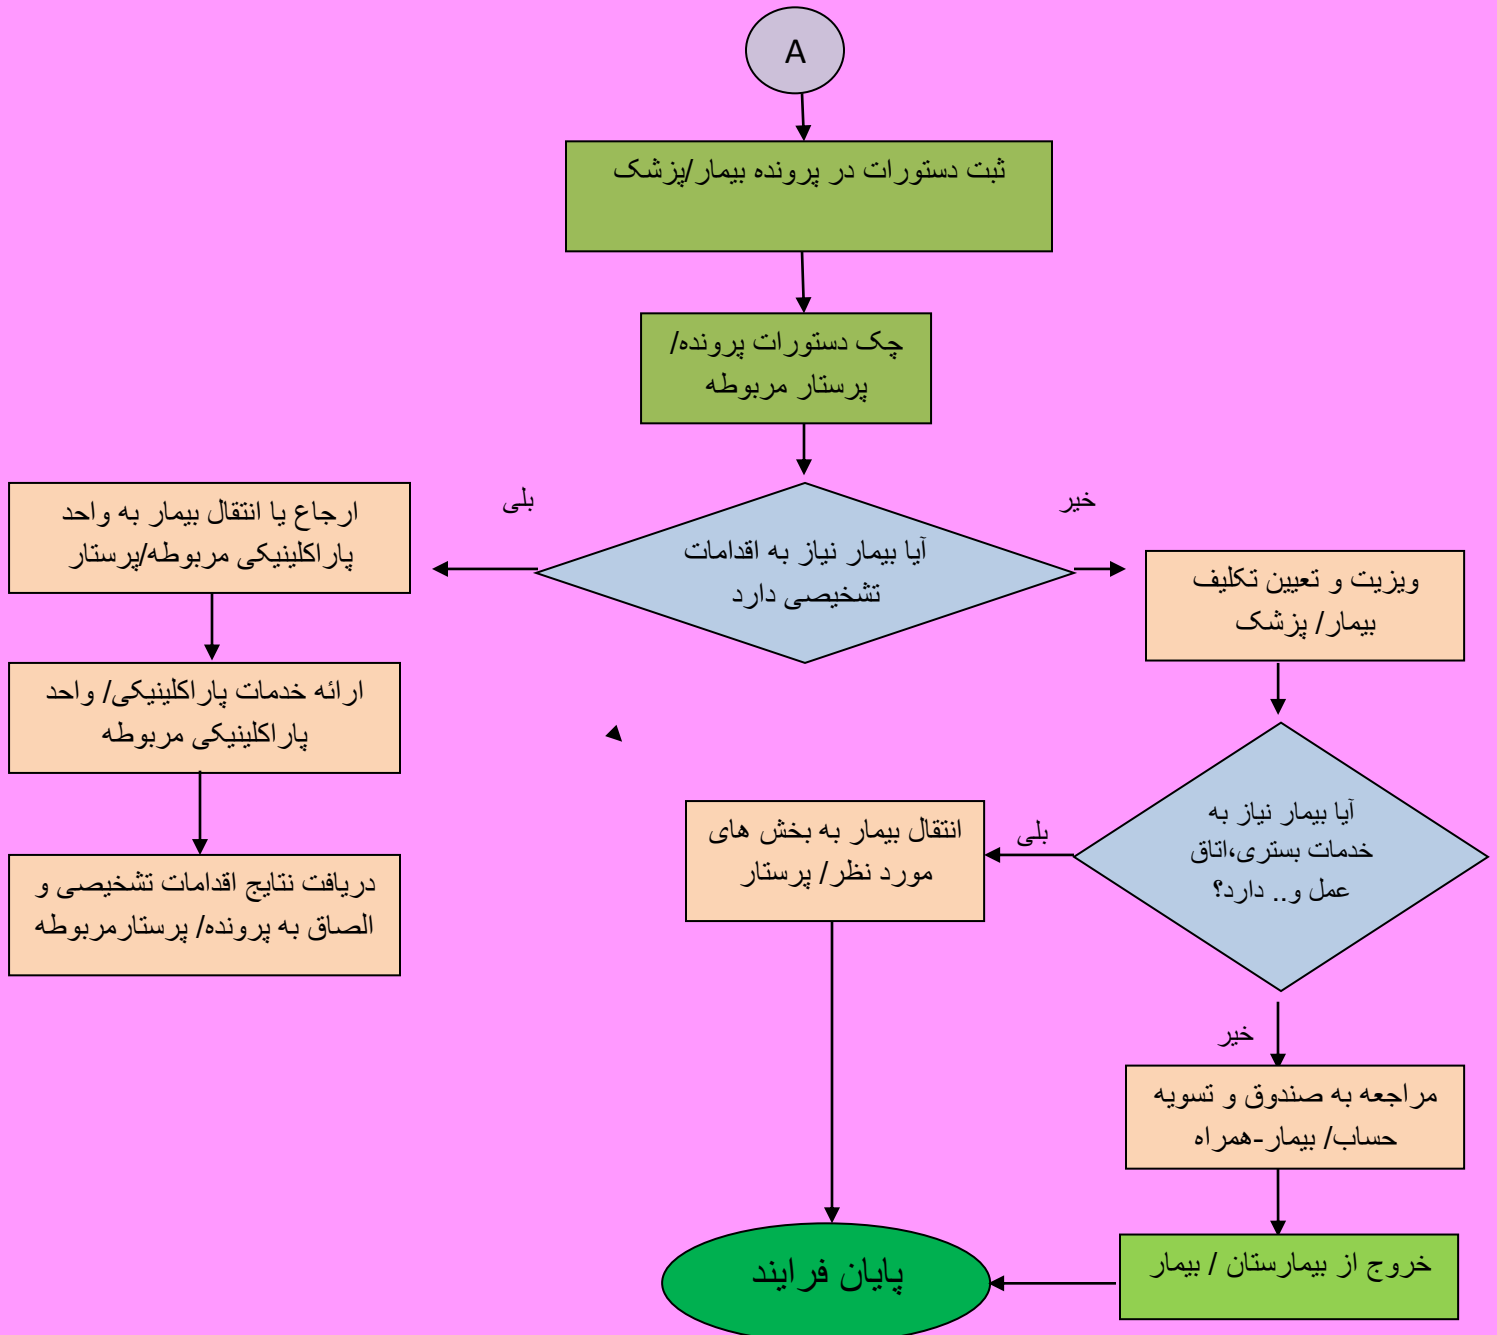 A
ثبت دستورات در پرونده بیمار/پزشک
چک دستورات پرونده/
پرستار مربوطه
خیر
بلی
آیا بیمار نیاز به اقدامات
تشخیصی دارد
ارجاع یا انتقال بیمار به واحد
پاراکلینیکی مربوطه/پرستار
ویزیت و تعیین تکلیف
بیمار/ پزشک
ارائه خدمات پاراکلینیکی/ واحد
پاراکلینیکی مربوطه
آیا بیمار نیاز به
خدمات بستری،اتاق
عمل و.. دارد؟
بلی
انتقال بیمار به بخش های
مورد نظر/ پرستار
دریافت نتایج اقدامات تشخیصی و
الصاق به پرونده/ پرستارمربوطه
خیر
مراجعه به صندوق و تسویه
حساب/ بیمار-همراه
خروج از بیمارستان / بیمار
پایان فرایند